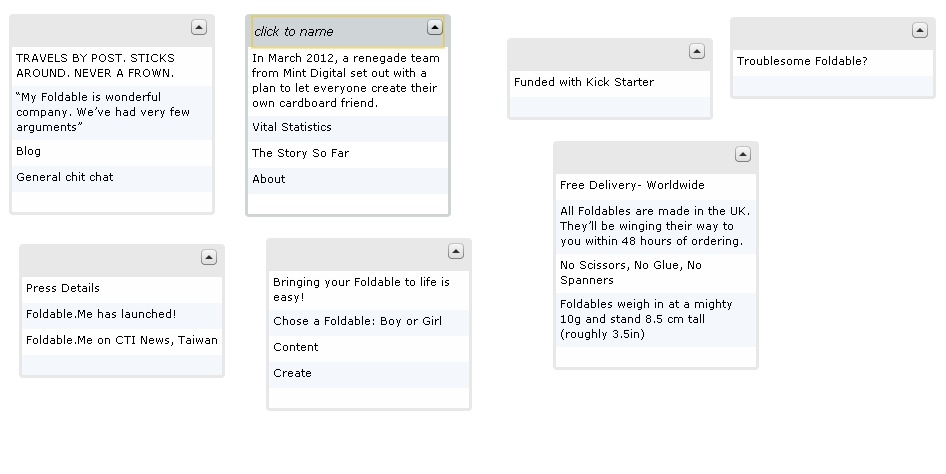 TRAVELS BY POST. STICKS
AROUND. NEVER A FROWN.
“My Foldable is wonderful
company. We’ve had very few
arguments”
Blog
General chit chat
click to name
In March 2012, a renegade team
from Mint Digital set out with a
plan to let everyone create their
own cardboard friend.
Vital Statistics
The Story So Far
About
Funded with Kick Starter
Troublesome Foldable?
Free Delivery- Worldwide
All Foldables are made in the UK.
They’ll be winging their way to
you within 48 hours of ordering.
No Scissors, No Glue, No
Spanners
Foldables weigh in at a mighty
10g and stand 8.5 cm tall
(roughly 3.5in)
Press Details
Foldable.Me has launched!
Foldable.Me on CTI News, Taiwan
Bringing your Foldable to life is
easy!
Chose a Foldable: Boy or Girl
Content
Create